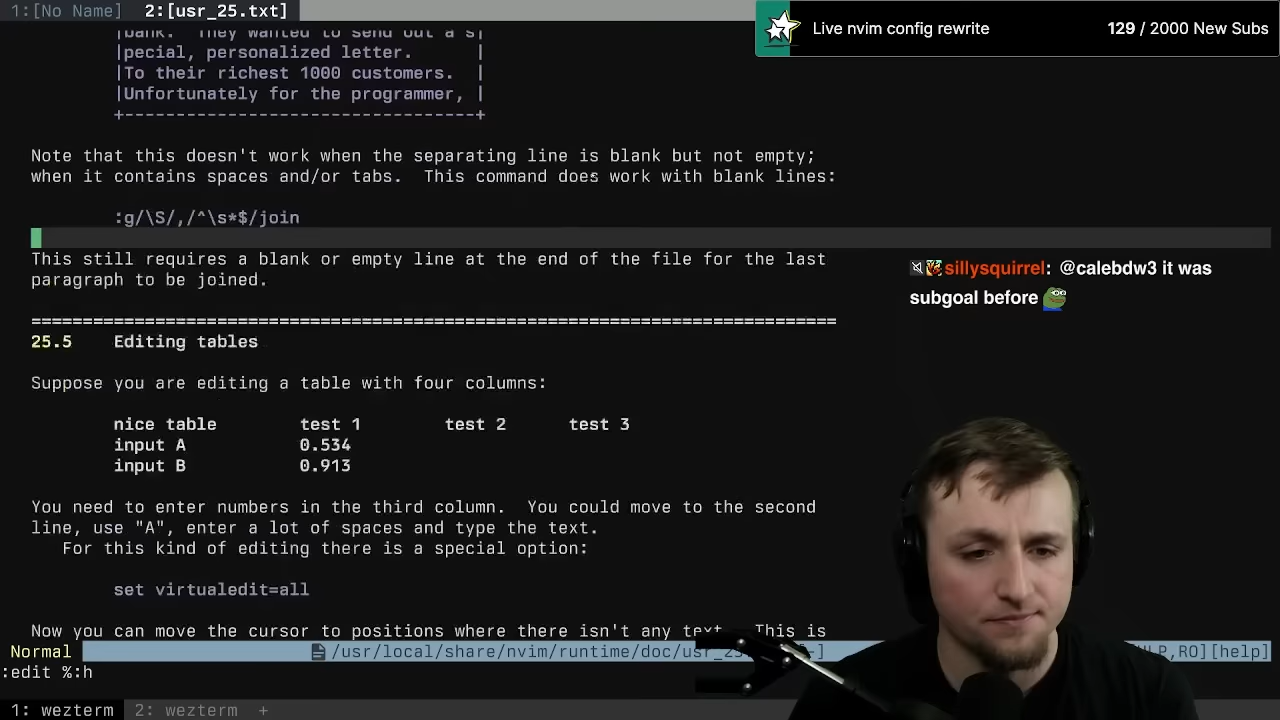 1:[No Name]  2:[usr_25.txt]
Live nvim config rewrite
129 / 2000 New Subs
|bank.  They wanted to send out a s|
|pecial, personalized letter.      |
|To their richest 1000 customers.  |
|Unfortunately for the programmer, |
+----------------------------------+
Note that this doesn't work when the separating line is blank but not empty;
when it contains spaces and/or tabs.  This command does work with blank lines:
:g/\S/,/^\s*$/join
This still requires a blank or empty line at the end of the file for the last
paragraph to be joined.
sillysquirrel: @calebdw3 it was
subgoal before
==============================================================================
25.5    Editing tables
Suppose you are editing a table with four columns:
nice table        test 1        test 2      test 3
input A           0.534
input B           0.913
You need to enter numbers in the third column.  You could move to the second
line, use "A", enter a lot of spaces and type the text.
For this kind of editing there is a special option:
set virtualedit=all
Now you can move the cursor to positions where there isn't any text.  This is
Normal /usr/local/share/nvim/runtime/doc/usr_25 ,RO][help]
:edit %:h
1: wezterm  2: wezterm  +